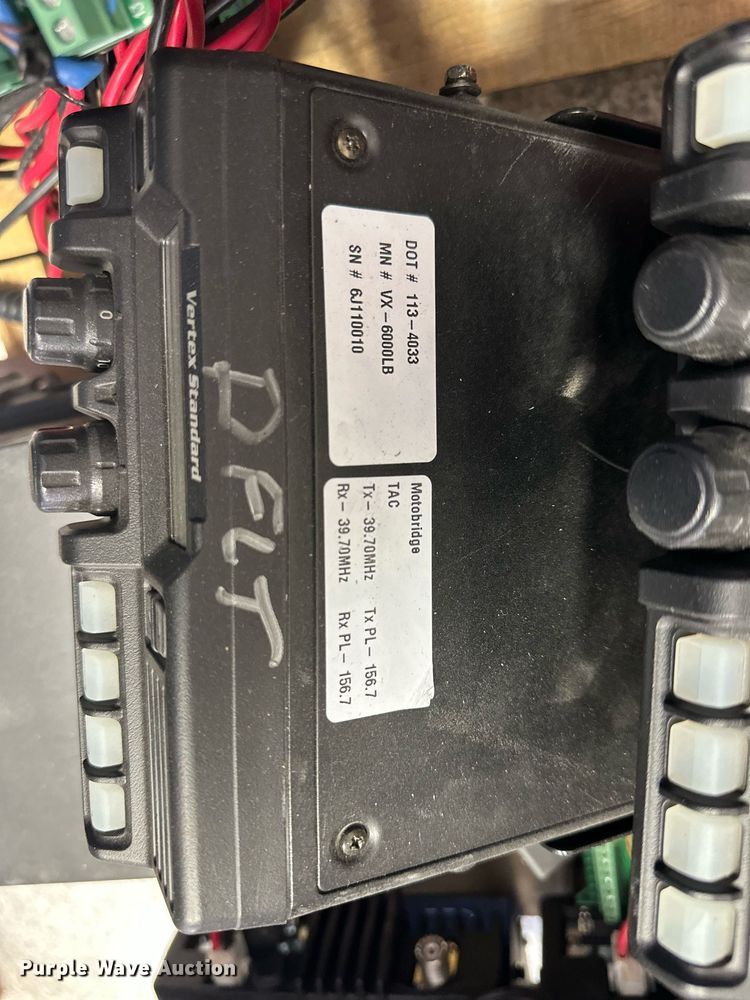 Vertex Standard
DFLT
DOT # 113-4033
MN # VX-6000LB
SN # 6J110010
Motobridge
TAC
Tx- 39.70MHz Tx PL- 156.7
Rx- 39.70MHz Rx PL- 156.7
0
Purple Wave Auction